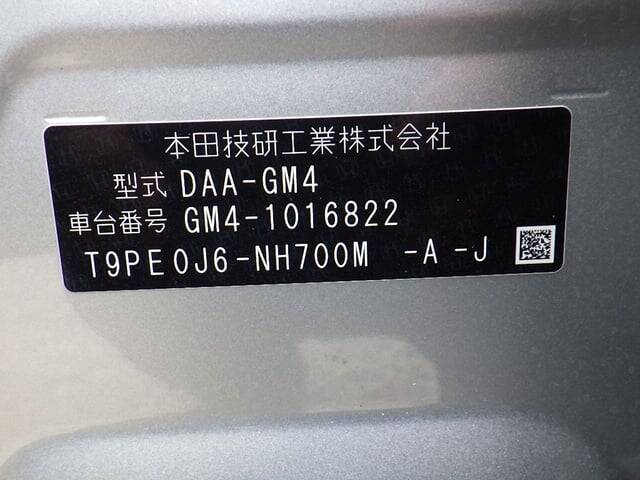 本田技研工業株式会社
型式 DAA-GM4
車台番号 GM4-1016822
T9PE0J6-NH700M -A-J